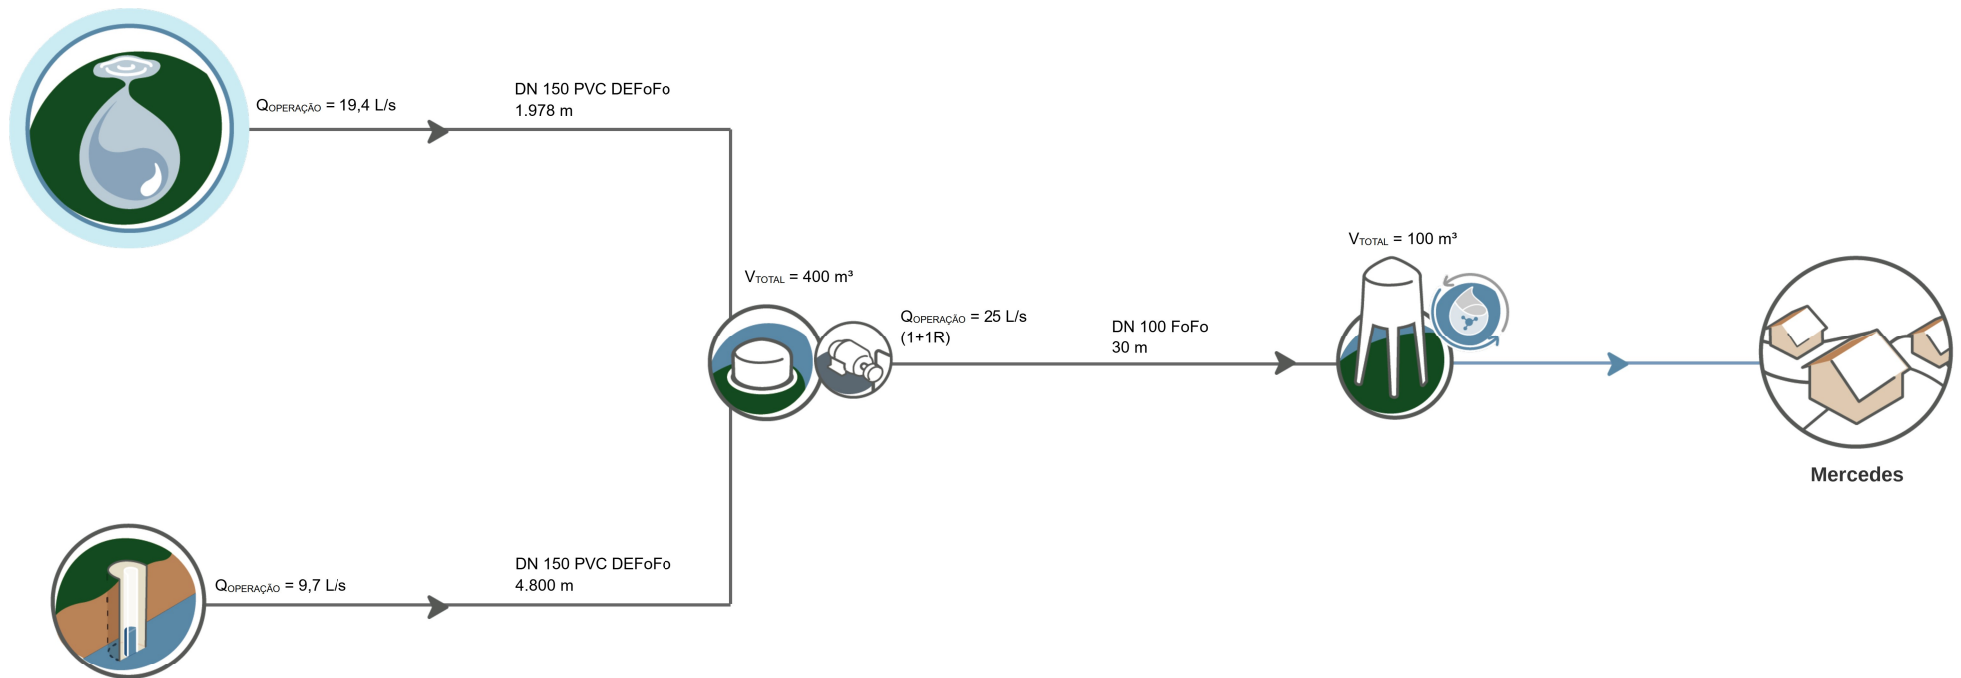 DN 150 PVC DEFoFo
1.978 m
QOPERAÇÃO = 19,4 L/s
VTOTAL = 100 m³
VTOTAL = 400 m³
QOPERAÇÃO = 25 L/s
(1+1R)
DN 100 FoFo
30 m
Mercedes
DN 150 PVC DEFoFo
4.800 m
QOPERAÇÃO = 9,7 L/s